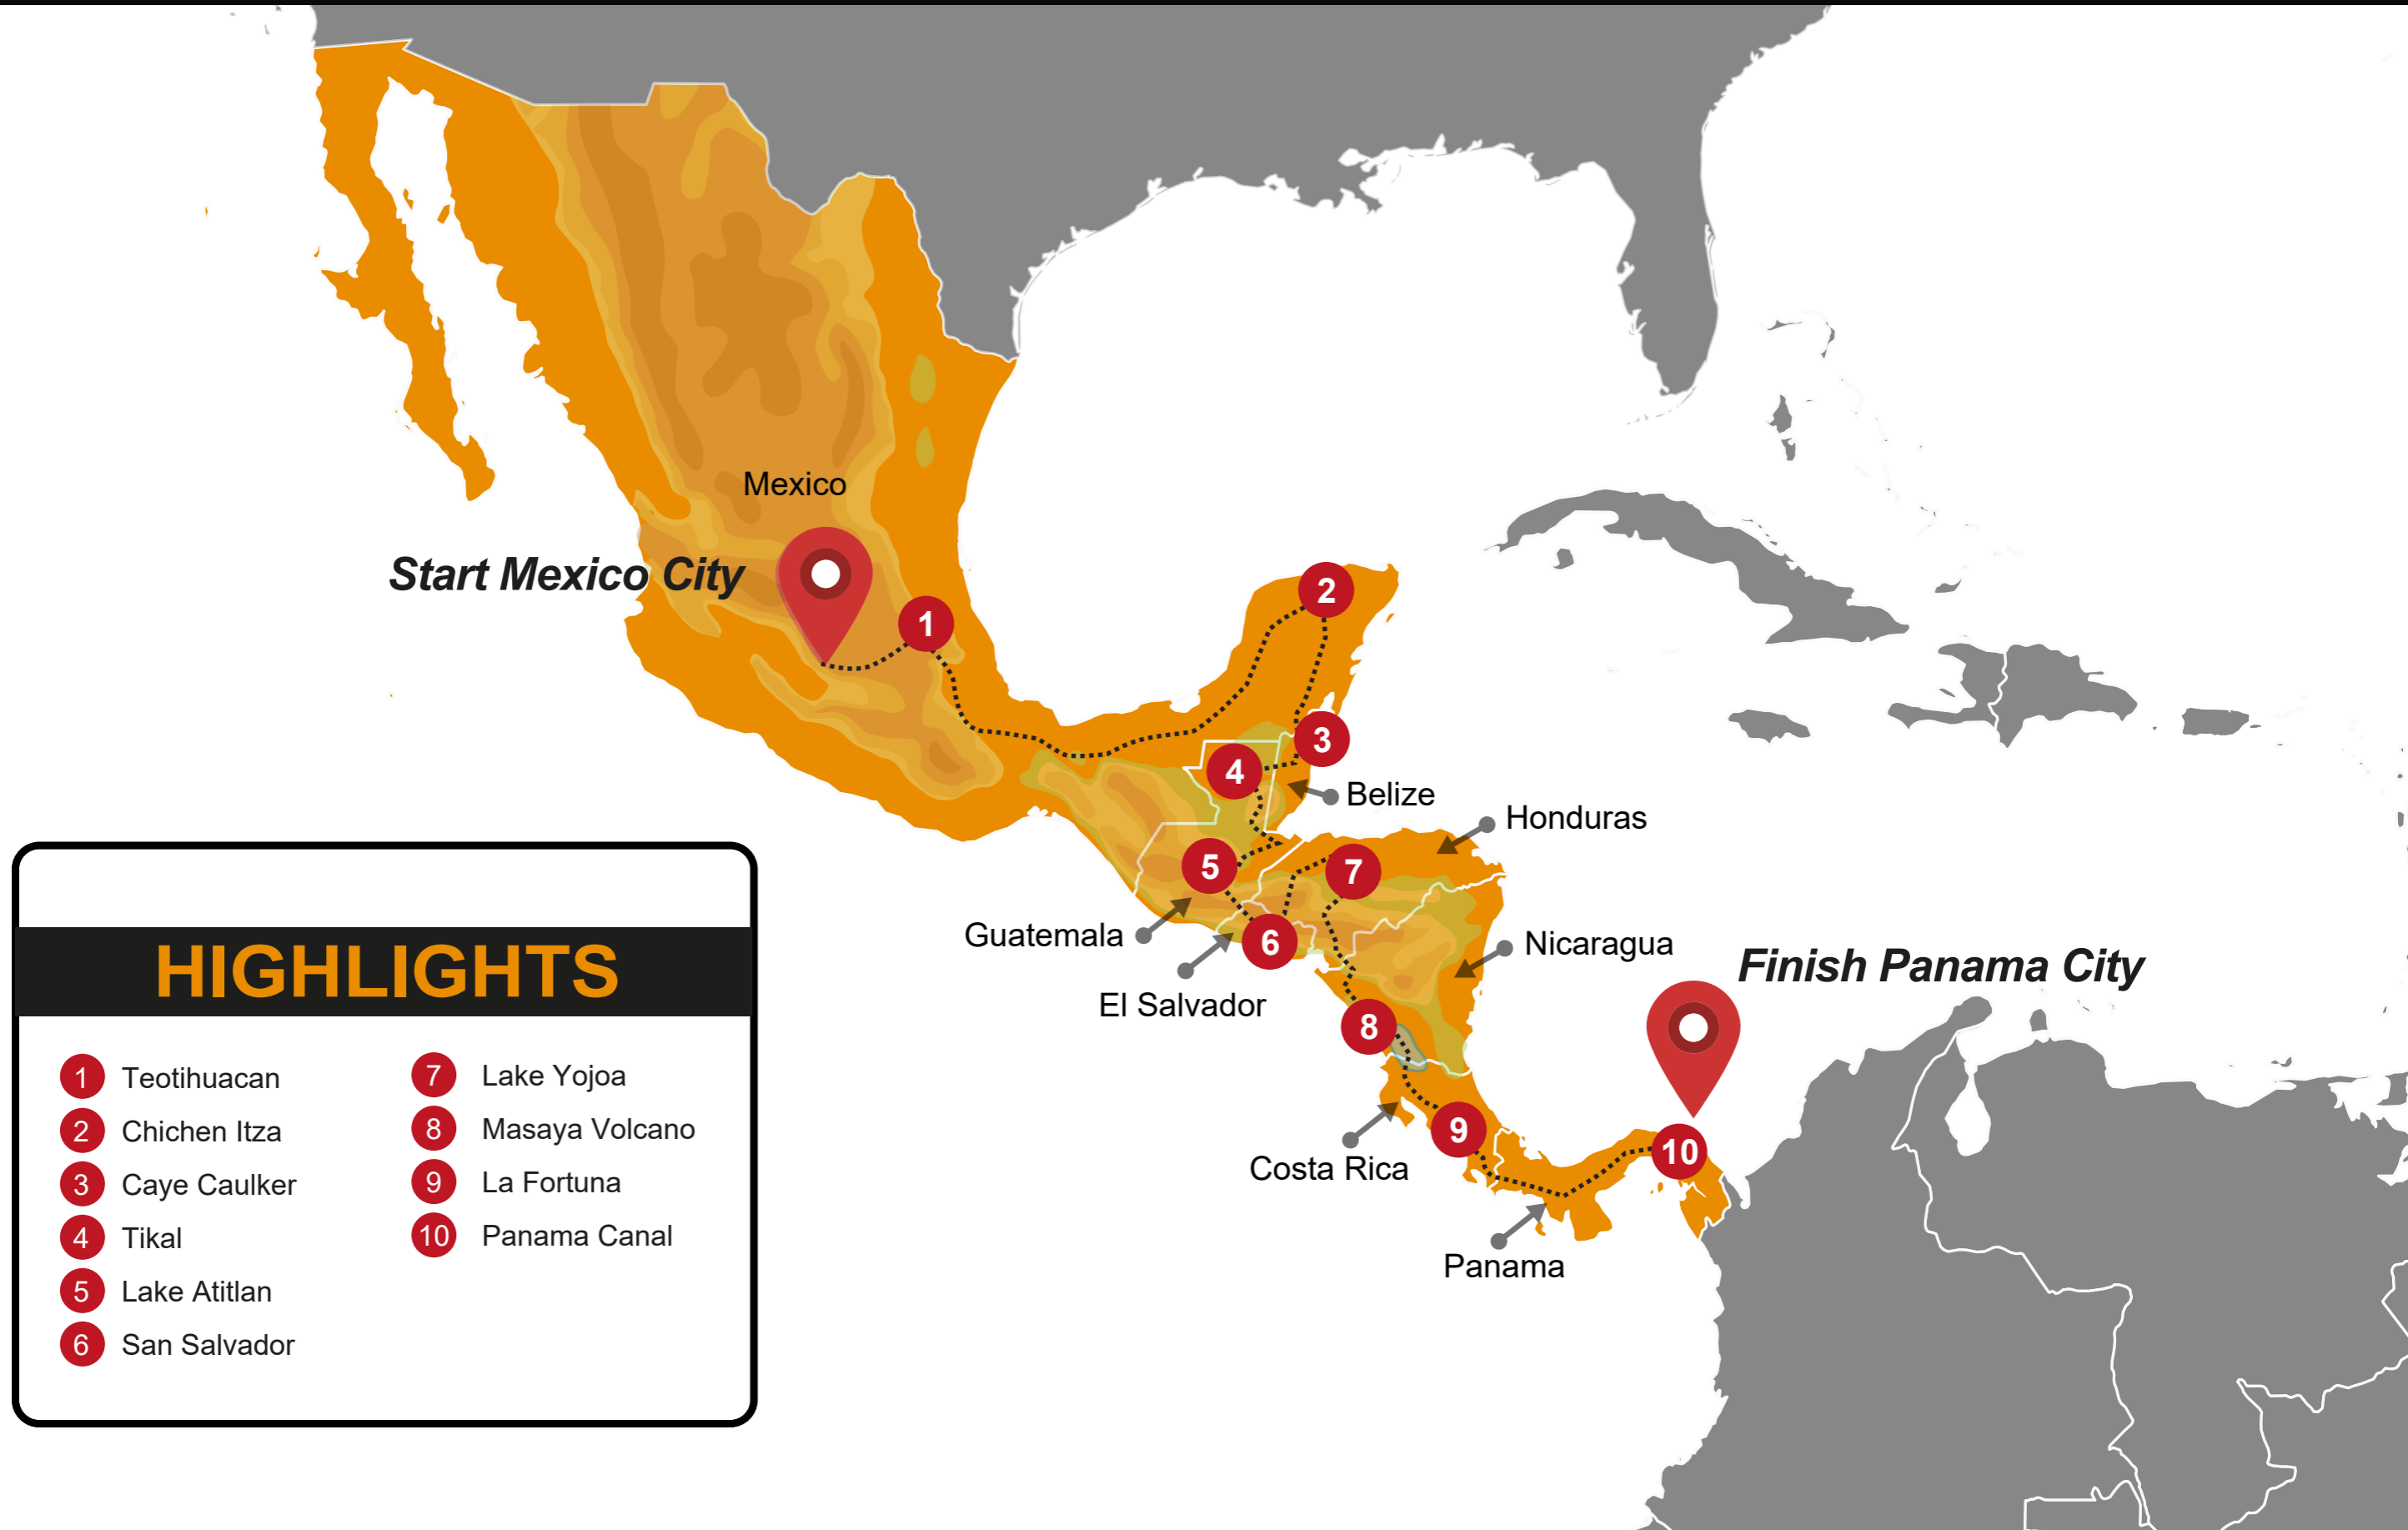 Mexico
Start Mexico City
1
2
3
4
Belize
Honduras
5
7
Guatemala
6
Nicaragua
El Salvador
Finish Panama City
8
9
Costa Rica
10
Panama
HIGHLIGHTS
1 Teotihuacan
2 Chichen Itza
3 Caye Caulker
4 Tikal
5 Lake Atitlan
6 San Salvador
7 Lake Yojoa
8 Masaya Volcano
9 La Fortuna
10 Panama Canal